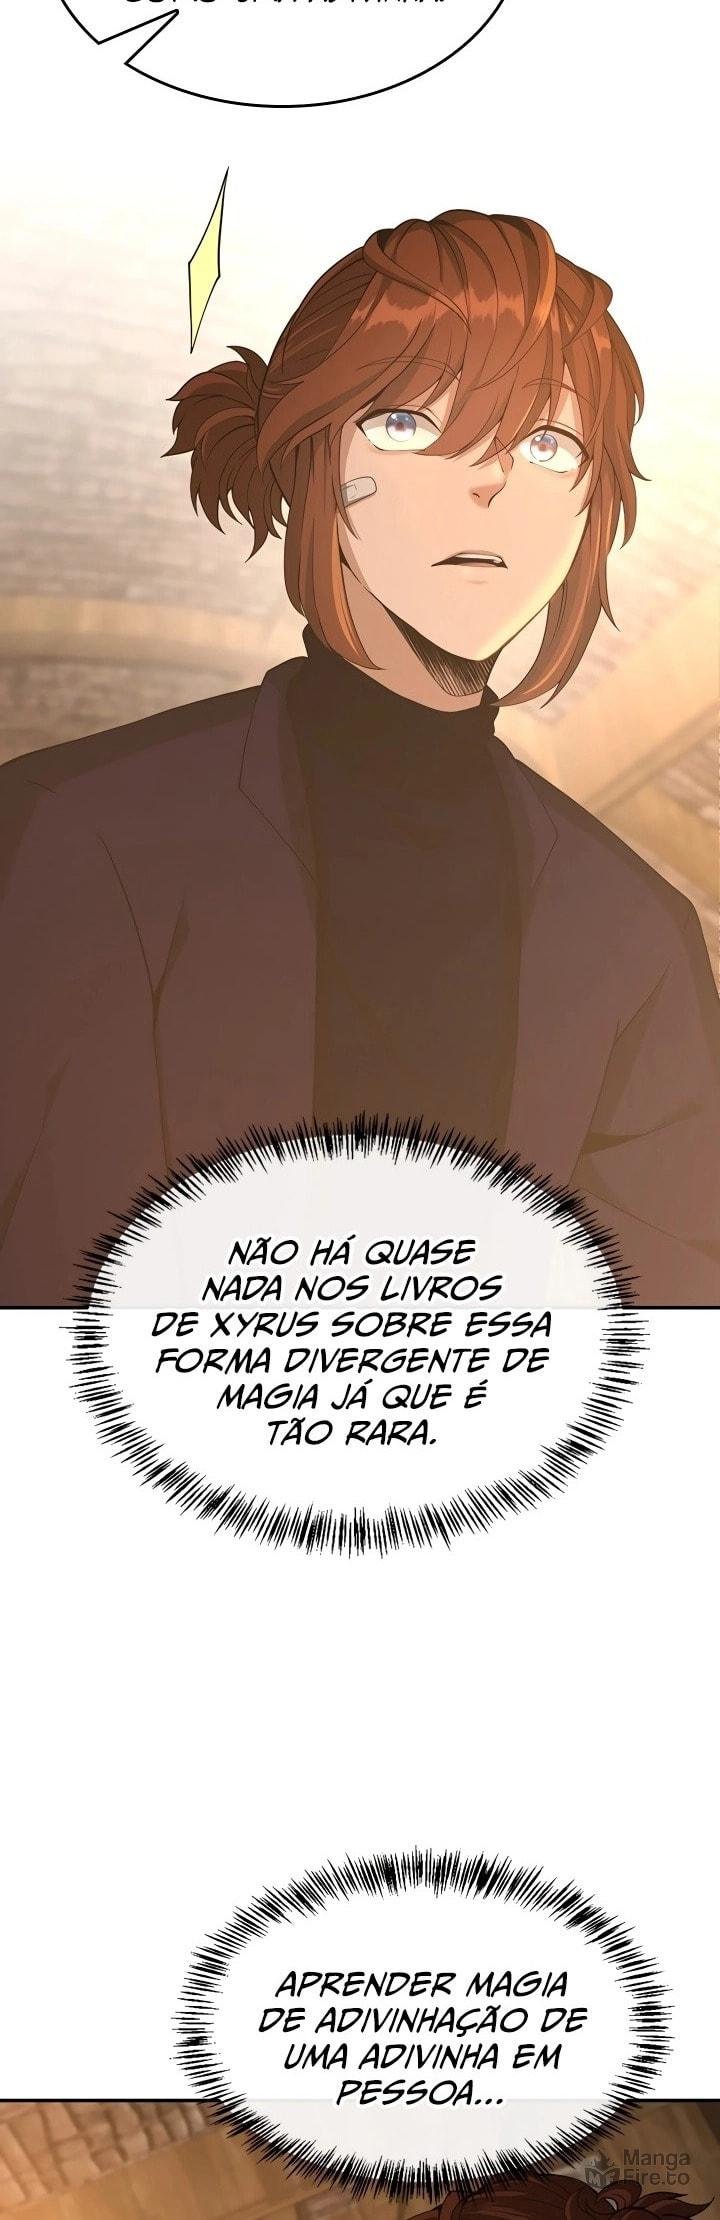 NÃO HÁ QUASE
NADA NOS LIVROS
DE XYRUS SOBRE ESSA
FORMA DIVERGENTE DE
MAGIA JÁ QUE É
TÃO RARA.
APRENDER MAGIA
DE ADIVINHAÇÃO DE
UMA ADIVINHA EM
PESSOA...
Manga
Fire.to